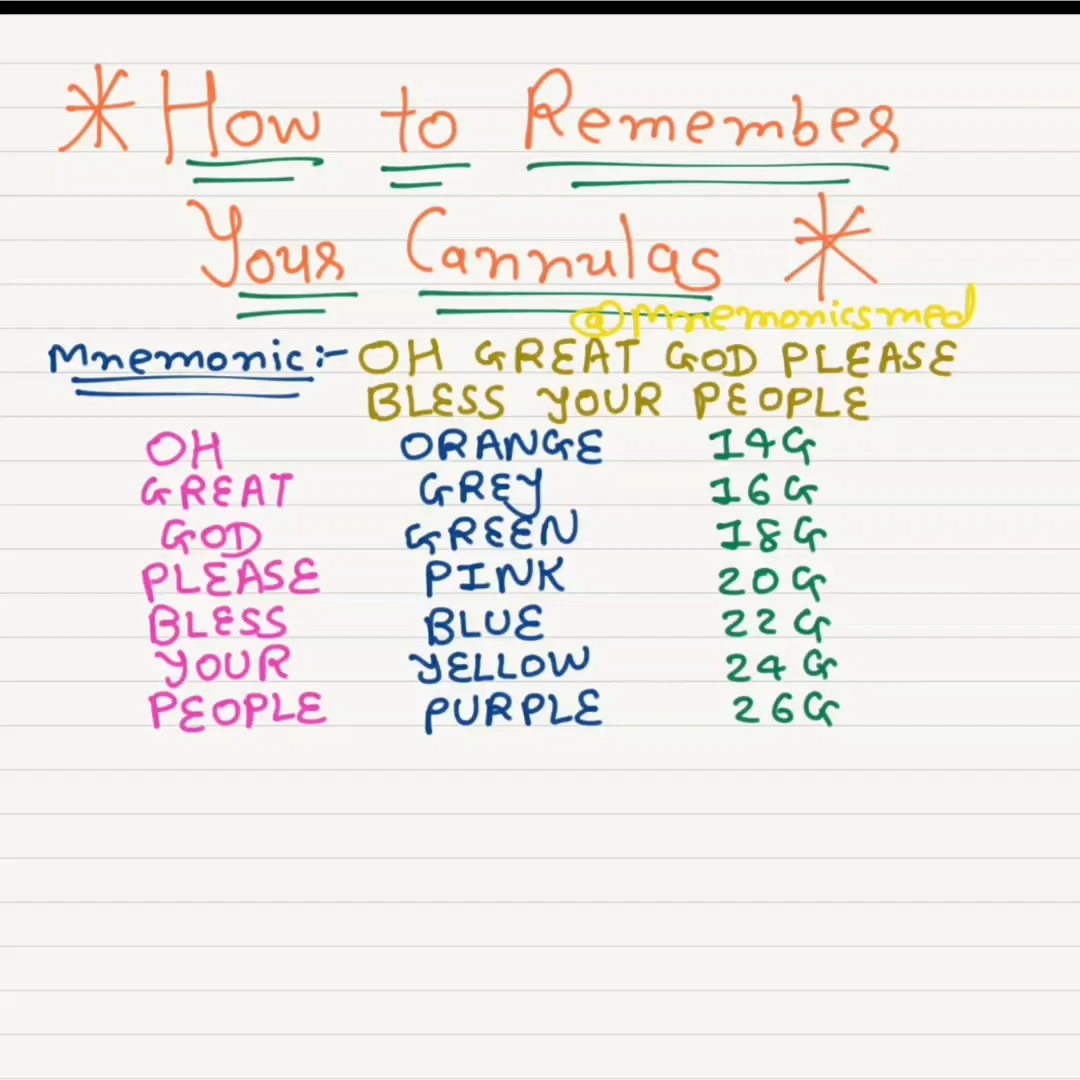 *How to Remember
Your Cannulas*
@mnemonicsmed
Mnemonic:- OH GREAT GOD PLEASE
BLESS YOUR PEOPLE
OH ORANGE 14G
GREAT GREY 16G
GOD GREEN 18G
PLEASE PINK 20G
BLESS BLUE 22G
YOUR YELLOW 24G
PEOPLE PURPLE 26G